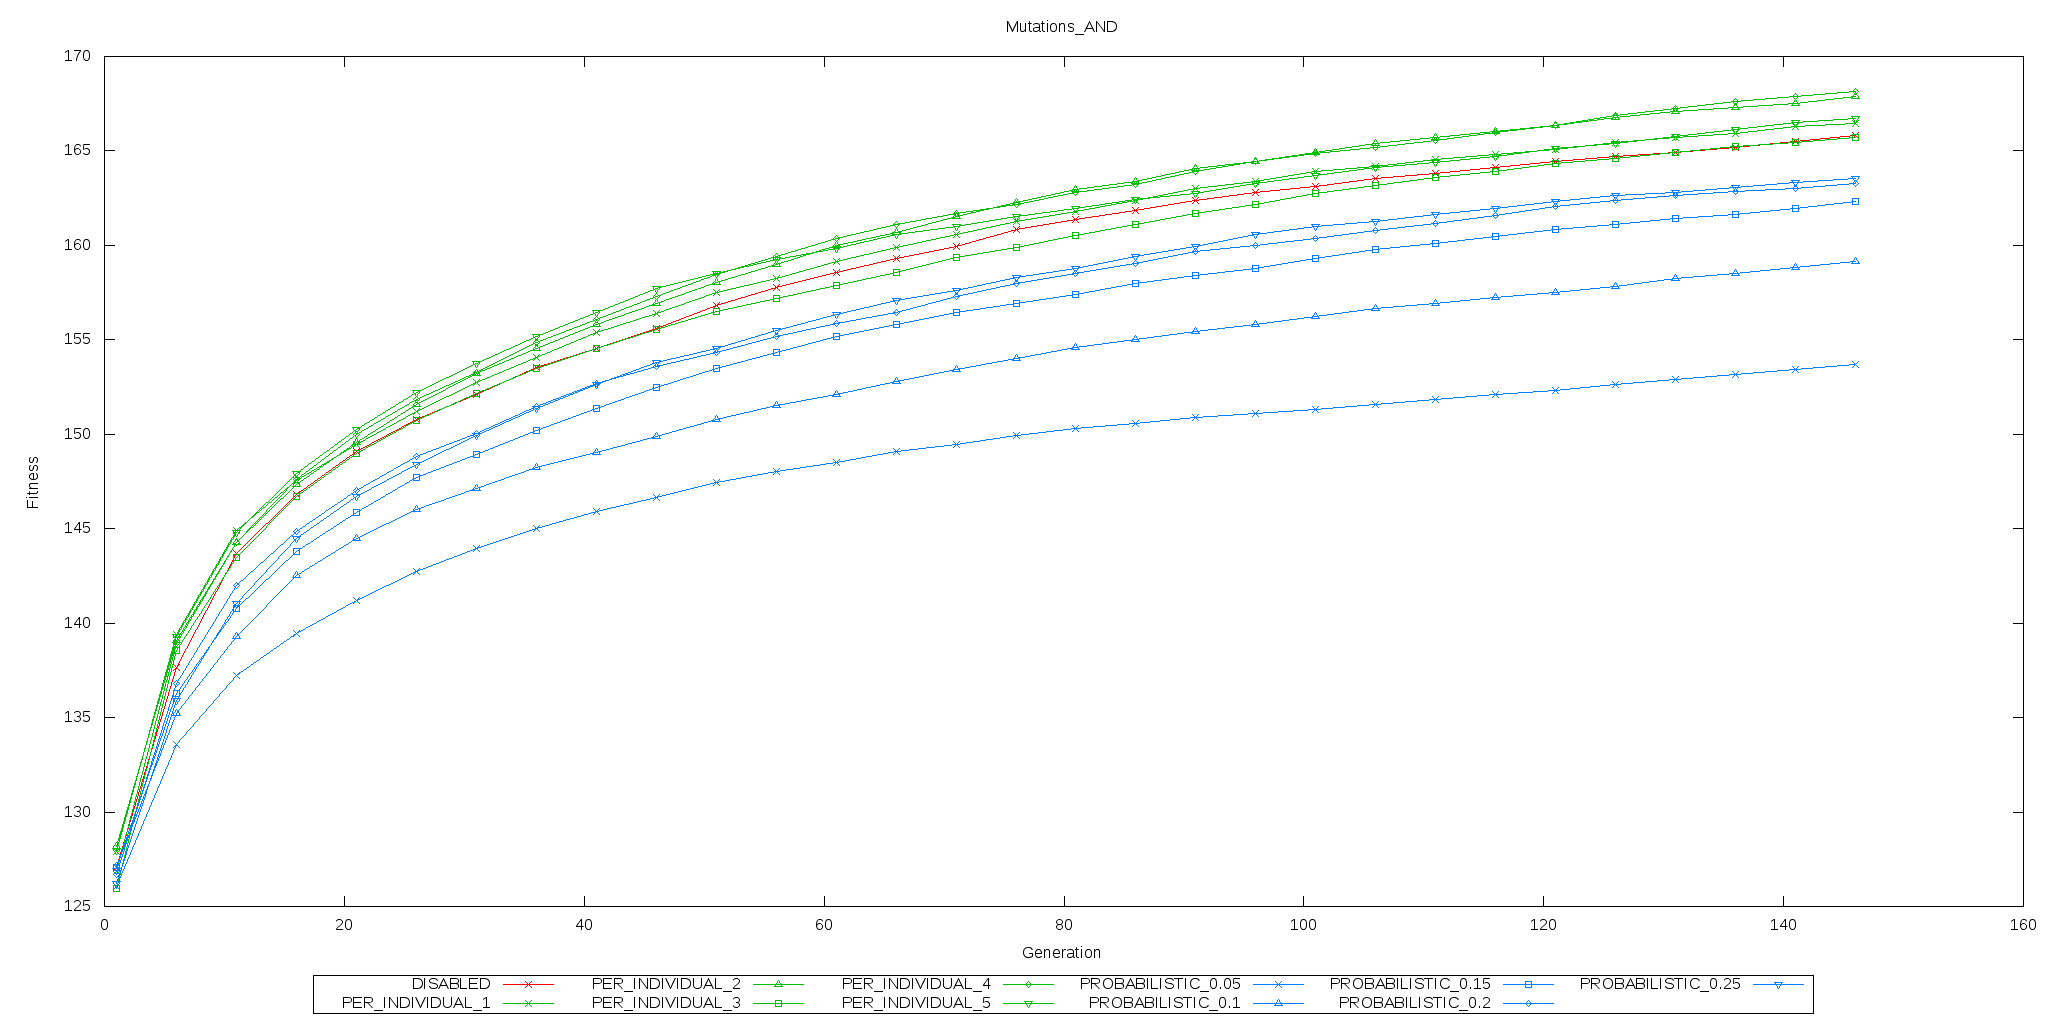 Mutations_AND
170
165
160
155
150
145
140
135
130
125
Fitness
0 20 40 60 80 100 120 140 160
Generation
DISABLED PER_INDIVIDUAL_2 PER_INDIVIDUAL_4 PROBABILISTIC_0.05 PROBABILISTIC_0.15 PROBABILISTIC_0.25
PER_INDIVIDUAL_1 PER_INDIVIDUAL_3 PER_INDIVIDUAL_5 PROBABILISTIC_0.1 PROBABILISTIC_0.2